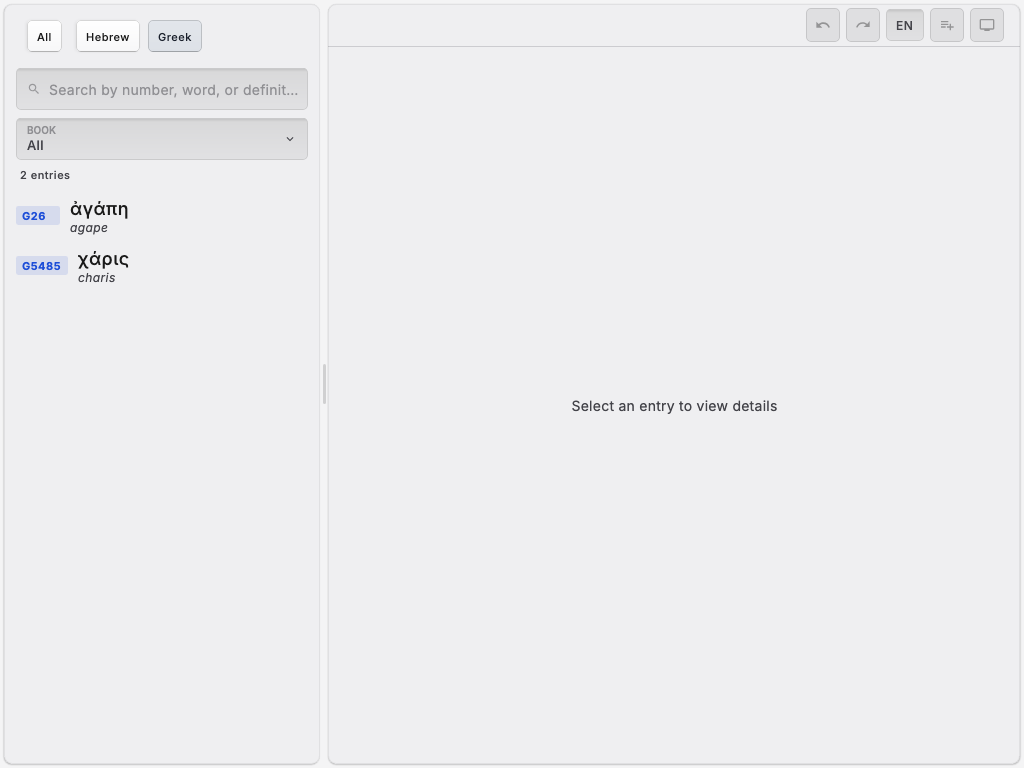 All
Hebrew
Greek
EN
Search by number, word, or definit...
BOOK
All
2 entries
G26
ἀγάπη
agape
G5485
χάρις
charis
Select an entry to view details